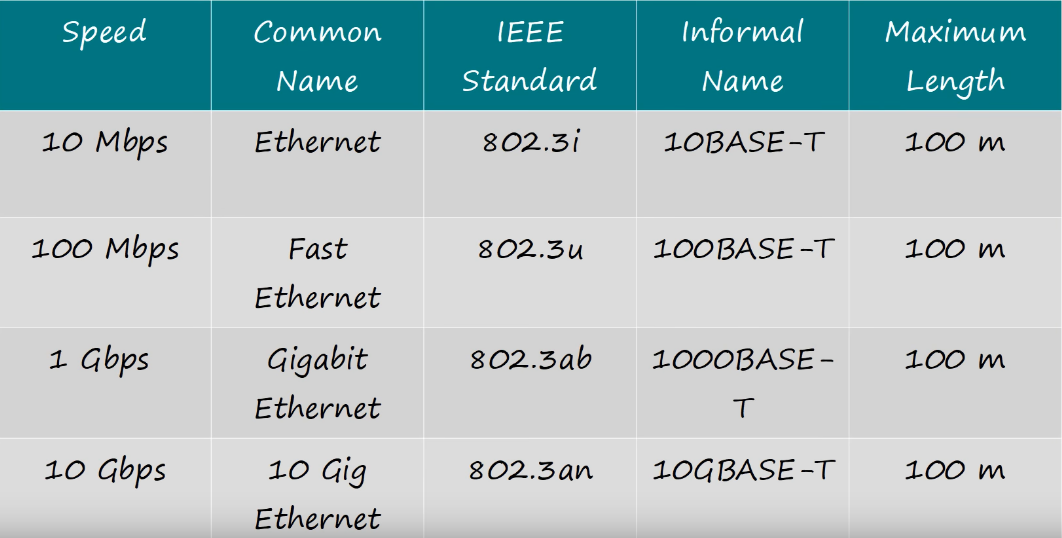 Speed Common IEEE Informal Maximum
Name Standard Name Length
10 Mbps Ethernet 802.3i 10BASE-T 100 m
100 Mbps Fast 802.3u 100BASE-T 100 m
Ethernet
1 Gbps Gigabit 802.3ab 1000BASE- 100 m
Ethernet T
10 Gbps 10 Gig 802.3an 10GBASE-T 100 m
Ethernet